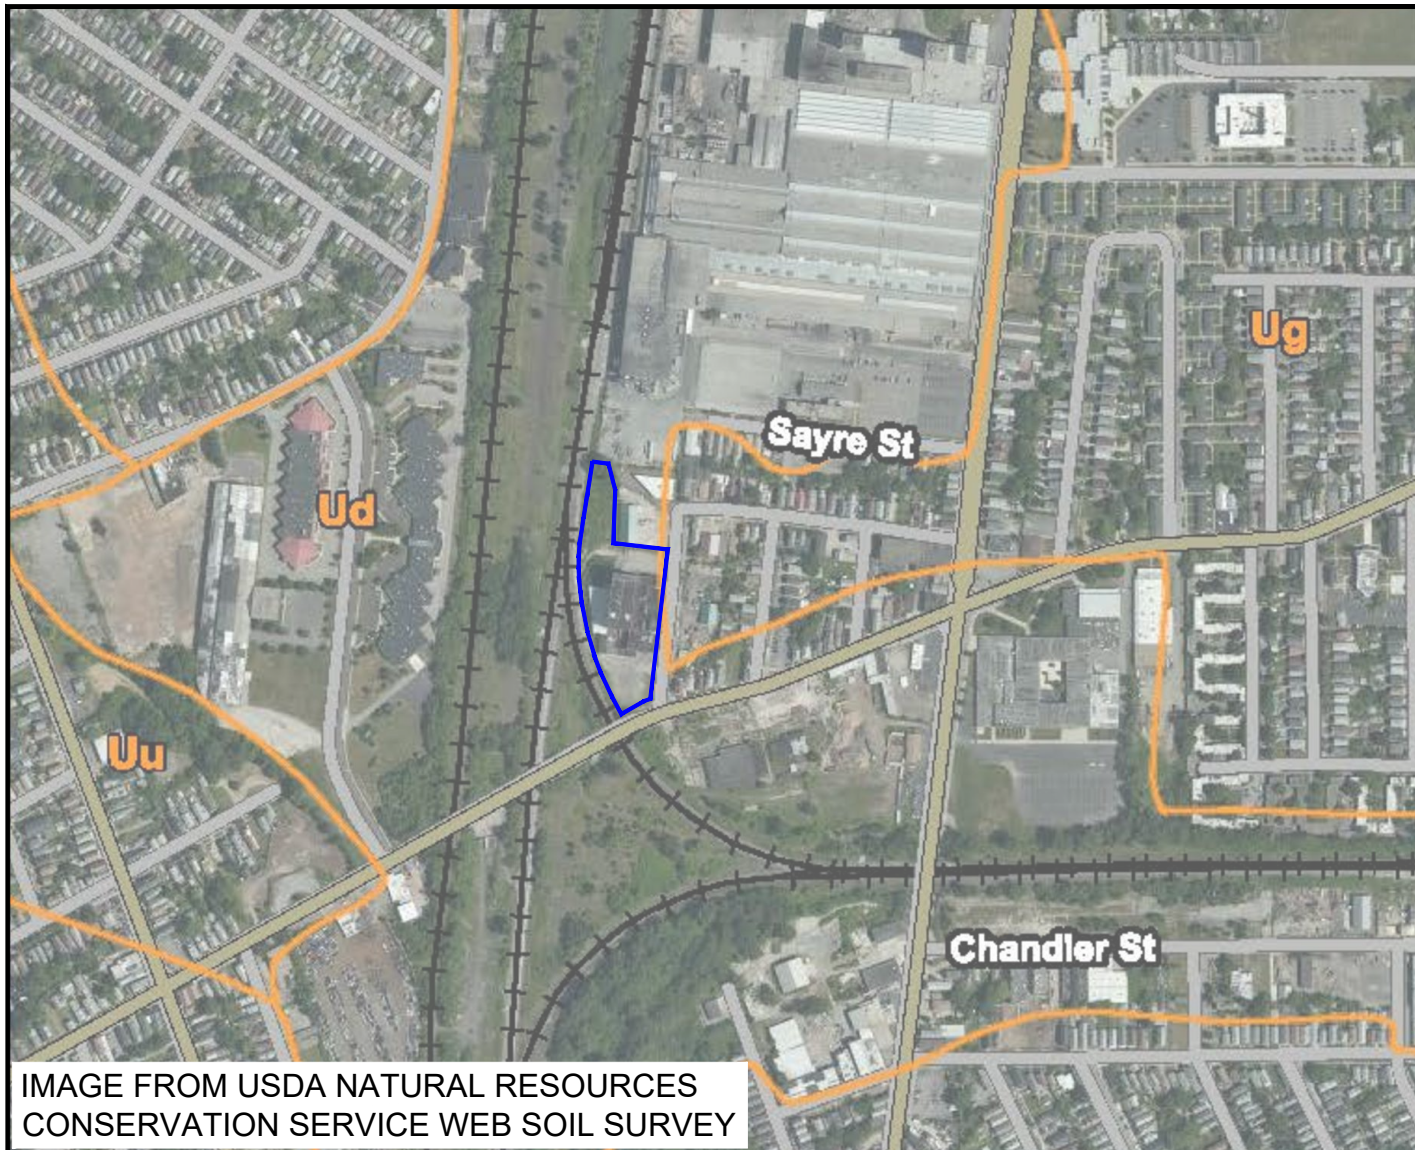 Ug
Sayre St
Ud
Uu
Chandler St
IMAGE FROM USDA NATURAL RESOURCES
CONSERVATION SERVICE WEB SOIL SURVEY